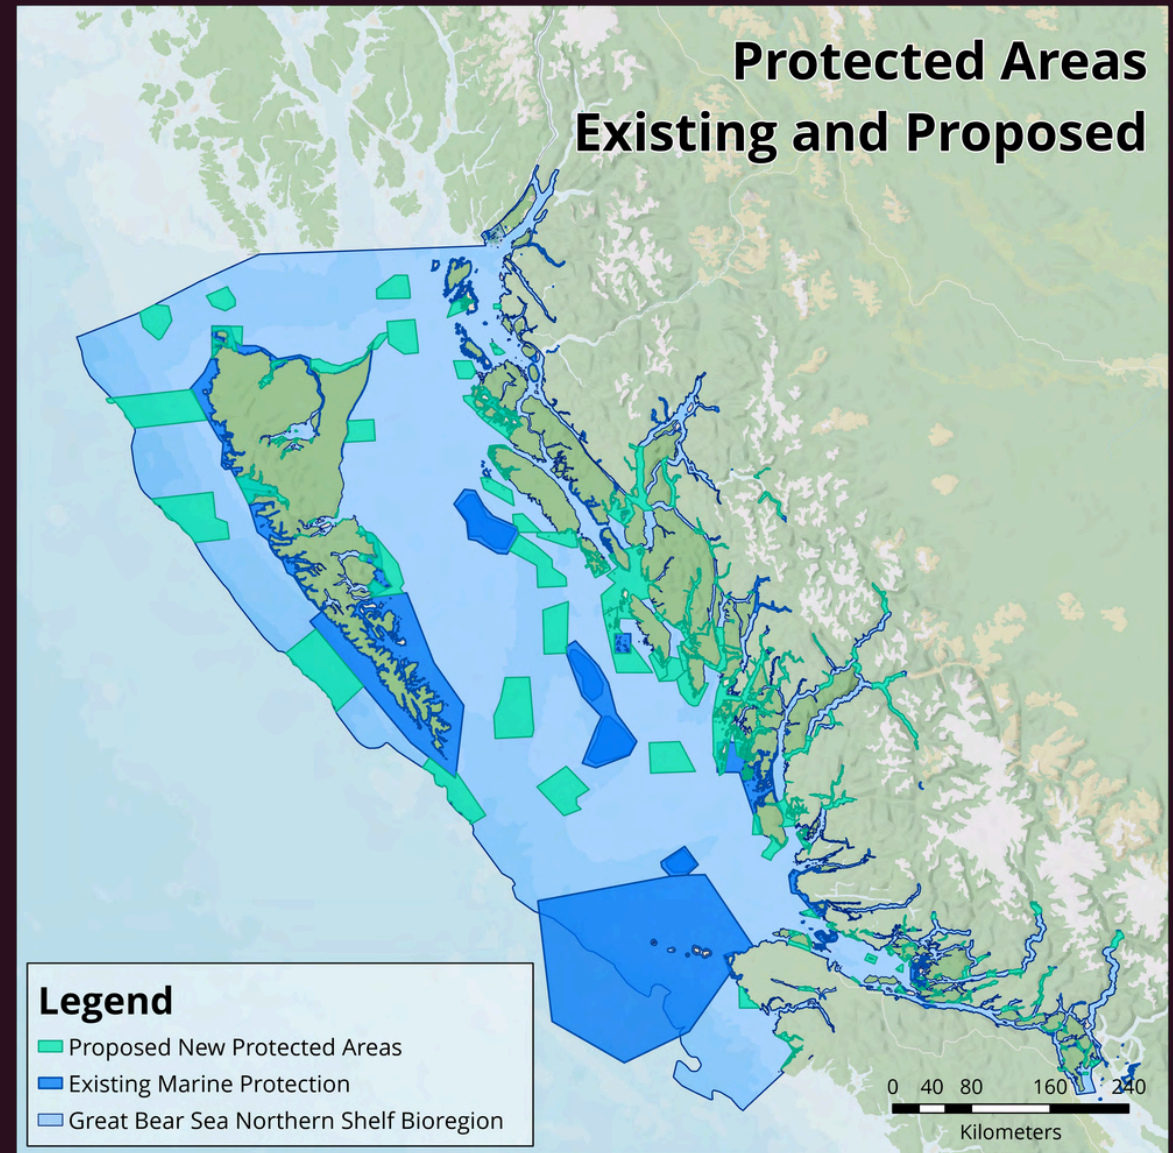 Protected Areas
Existing and Proposed
Legend
Proposed New Protected Areas
Existing Marine Protection
Great Bear Sea Northern Shelf Bioregion
0 40 80 160 240
Kilometers